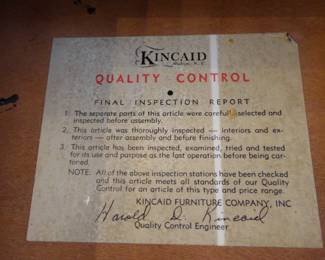 KINCAID
QUALITY CONTROL
FINAL INSPECTION REPORT
1. The separate parts of this article were carefully selected and
inspected before assembly.
2. This article was thoroughly inspected — interiors and ex-
teriors — after assembly and before finishing.
3. This article has been inspected, examined, tried and tested
for its use and purpose as the last operation before being car-
toned.
NOTE: All of the above inspection stations have been checked
and this article meets all standards of our Quality
Control for an article of this type and price range.
KINCAID FURNITURE COMPANY, INC
Harold D. Kincaid
Quality Control Engineer